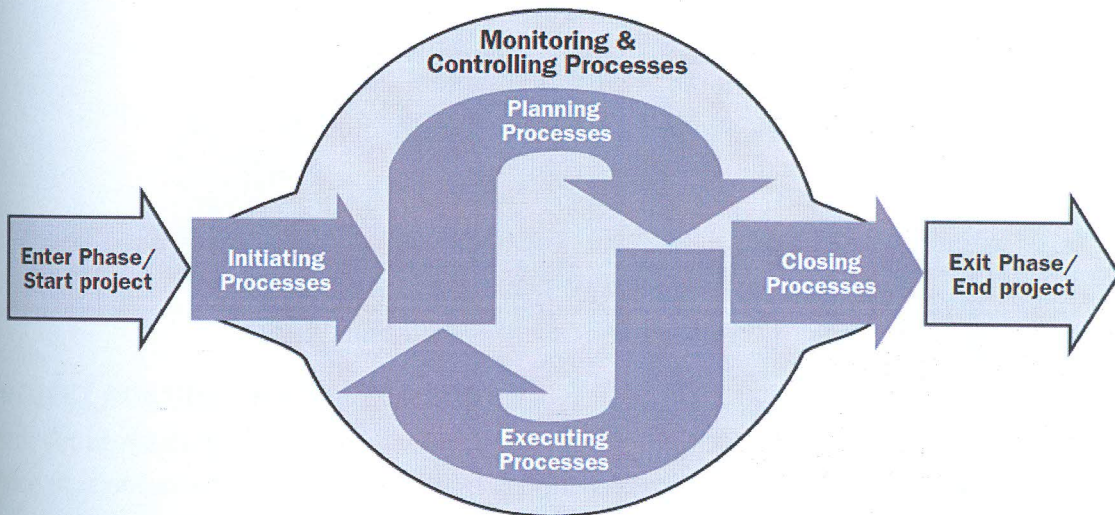 Monitoring &
Controlling Processes
Planning
Processes
Enter Phase/
Start project
Initiating
Processes
Closing
Processes
Exit Phase/
End project
Executing
Processes